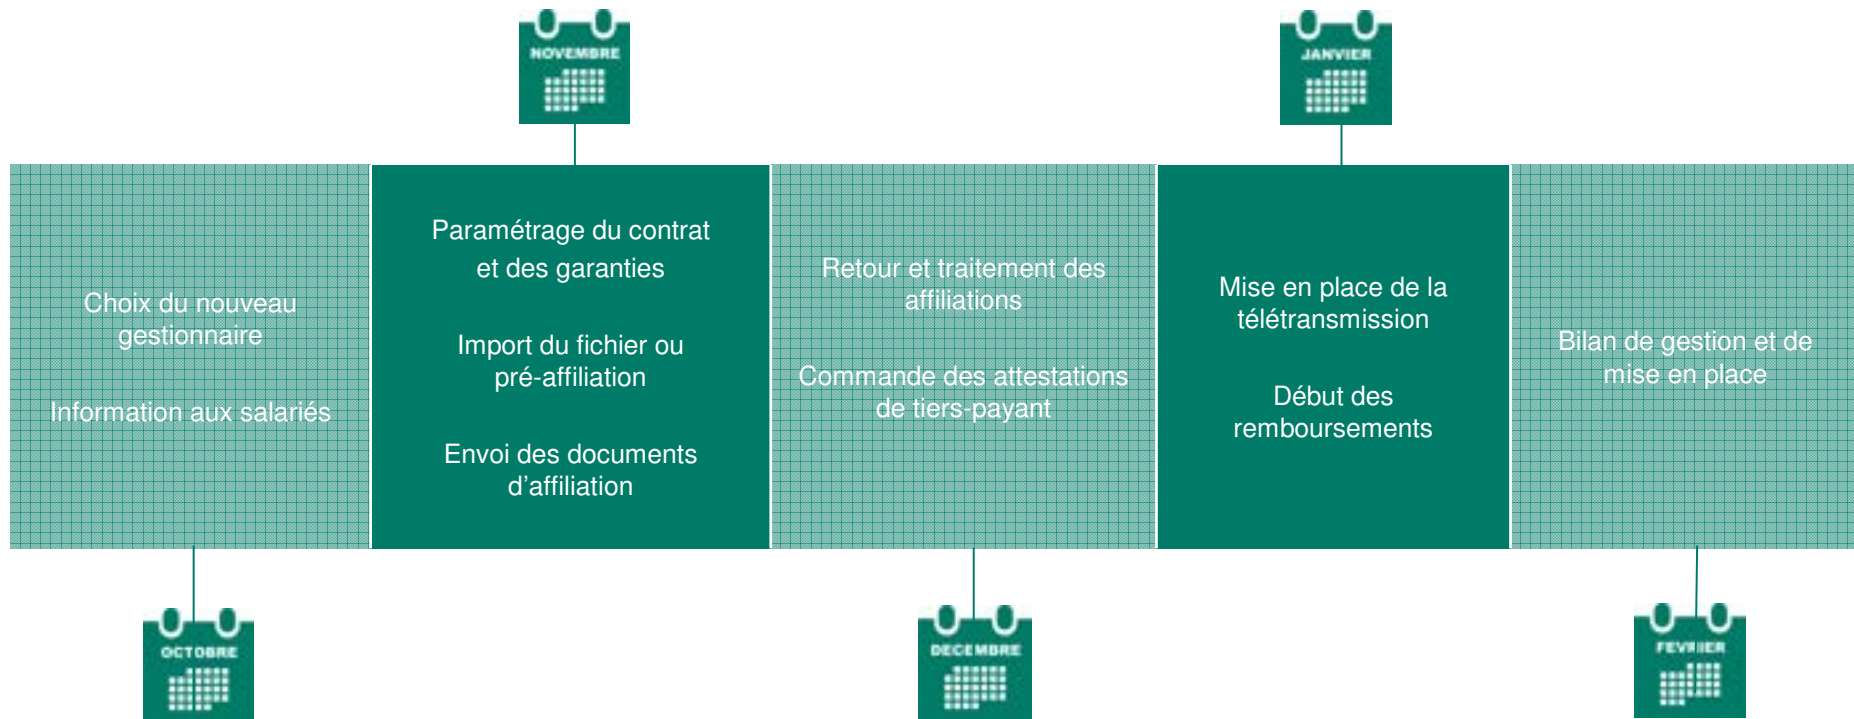 NOVEMBRE
JANVIER
Choix du nouveau
gestionnaire
Information aux salariés
Paramétrage du contrat
et des garanties
Import du fichier ou
pré-affiliation
Envoi des documents
d'affiliation
Retour et traitement des
affiliations
Commande des attestations
de tiers-payant
Mise en place de la
télétransmission
Début des
remboursements
Bilan de gestion et de
mise en place
OCTOBRE
DECEMBRE
FEVRIER